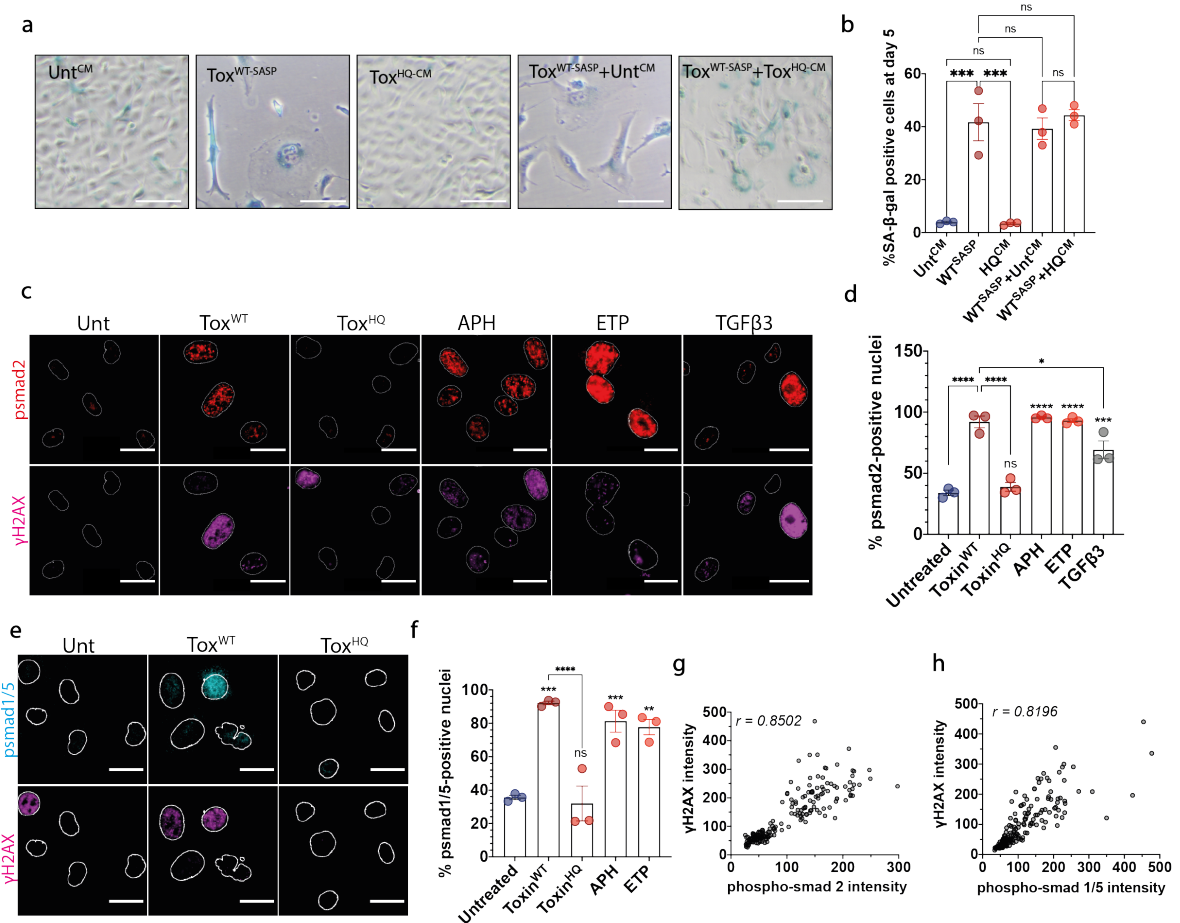 a
Unt^CM
Tox^WT-SASP
Tox^HQ-CM
Tox^WT-SASP+Unt^CM
Tox^WT-SASP+Tox^HQ-CM
b
ns
ns
ns
*** ***
ns
%SA-β-gal positive cells at day 5
60
40
20
0
Unt^CM
WT^SASP
HQ^CM
WT^SASP+Unt^CM
WT^SASP+HQ^CM
c
Unt
Tox^WT
Tox^HQ
APH
ETP
TGFβ3
psmad2
γH2AX
d
% psmad2-positive nuclei
150
100
50
0
*
**** ****
ns
****
****
***
Untreated
Toxin^WT
Toxin^HQ
APH
ETP
TGFβ3
e
Unt
Tox^WT
Tox^HQ
psmad1/5
γH2AX
f
% psmad1/5-positive nuclei
100
80
60
40
20
0
****
***
ns
***
**
Untreated
Toxin^WT
Toxin^HQ
APH
ETP
g
r = 0.8502
γH2AX intensity
500
400
300
200
100
0
0 100 200 300
phospho-smad 2 intensity
h
r = 0.8196
γH2AX intensity
500
400
300
200
100
0
0 50 100 150 200 250 300 350 400 450 500
phospho-smad 1/5 intensity